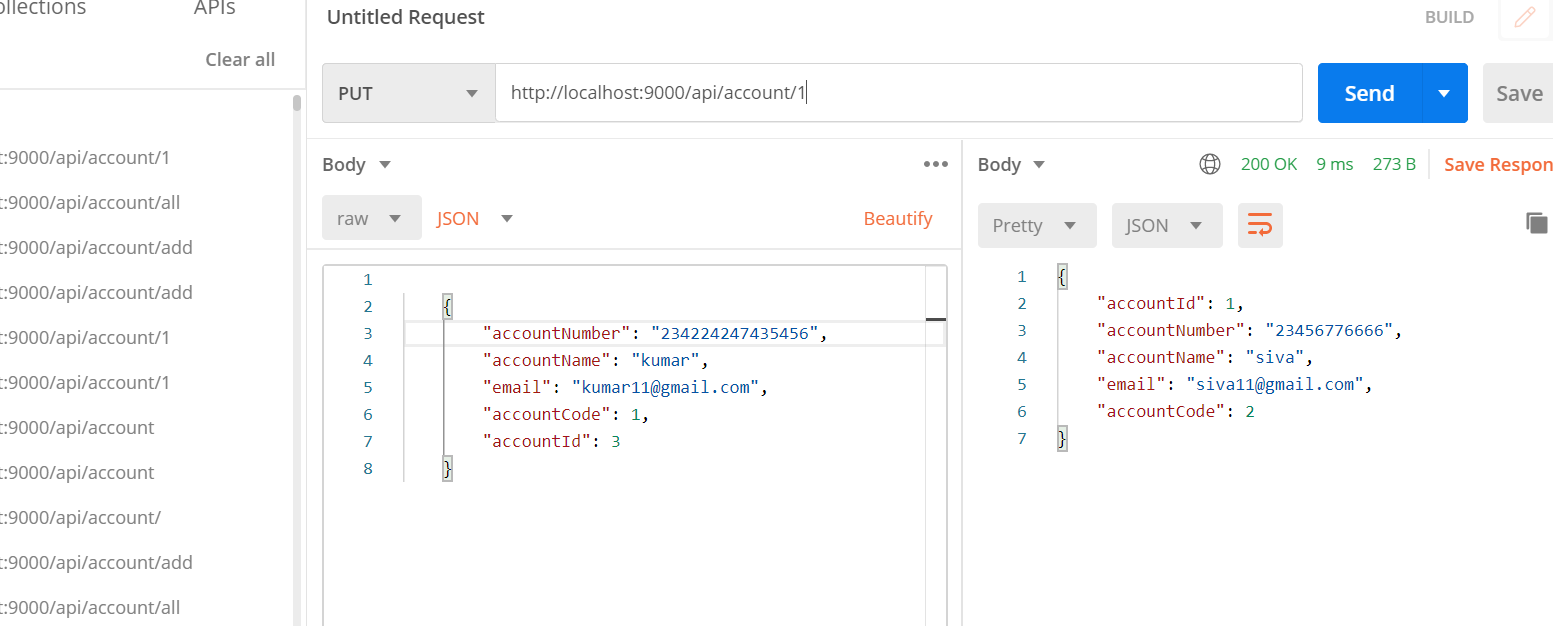 ollections APIs
Clear all
t:9000/api/account/1
t:9000/api/account/all
t:9000/api/account/add
t:9000/api/account/add
t:9000/api/account/1
t:9000/api/account/1
t:9000/api/account
t:9000/api/account
t:9000/api/account/
t:9000/api/account/add
t:9000/api/account/all
Untitled Request BUILD
PUT http://localhost:9000/api/account/1 Send Save
Body
raw JSON Beautify
1
2 {
3 "accountNumber": "234224247435456",
4 "accountName": "kumar",
5 "email": "kumar11@gmail.com",
6 "accountCode": 1,
7 "accountId": 3
8 }
Body 200 OK 9 ms 273 B Save Respon
Pretty JSON
1 {
2 "accountId": 1,
3 "accountNumber": "23456776666",
4 "accountName": "siva",
5 "email": "siva11@gmail.com",
6 "accountCode": 2
7 }